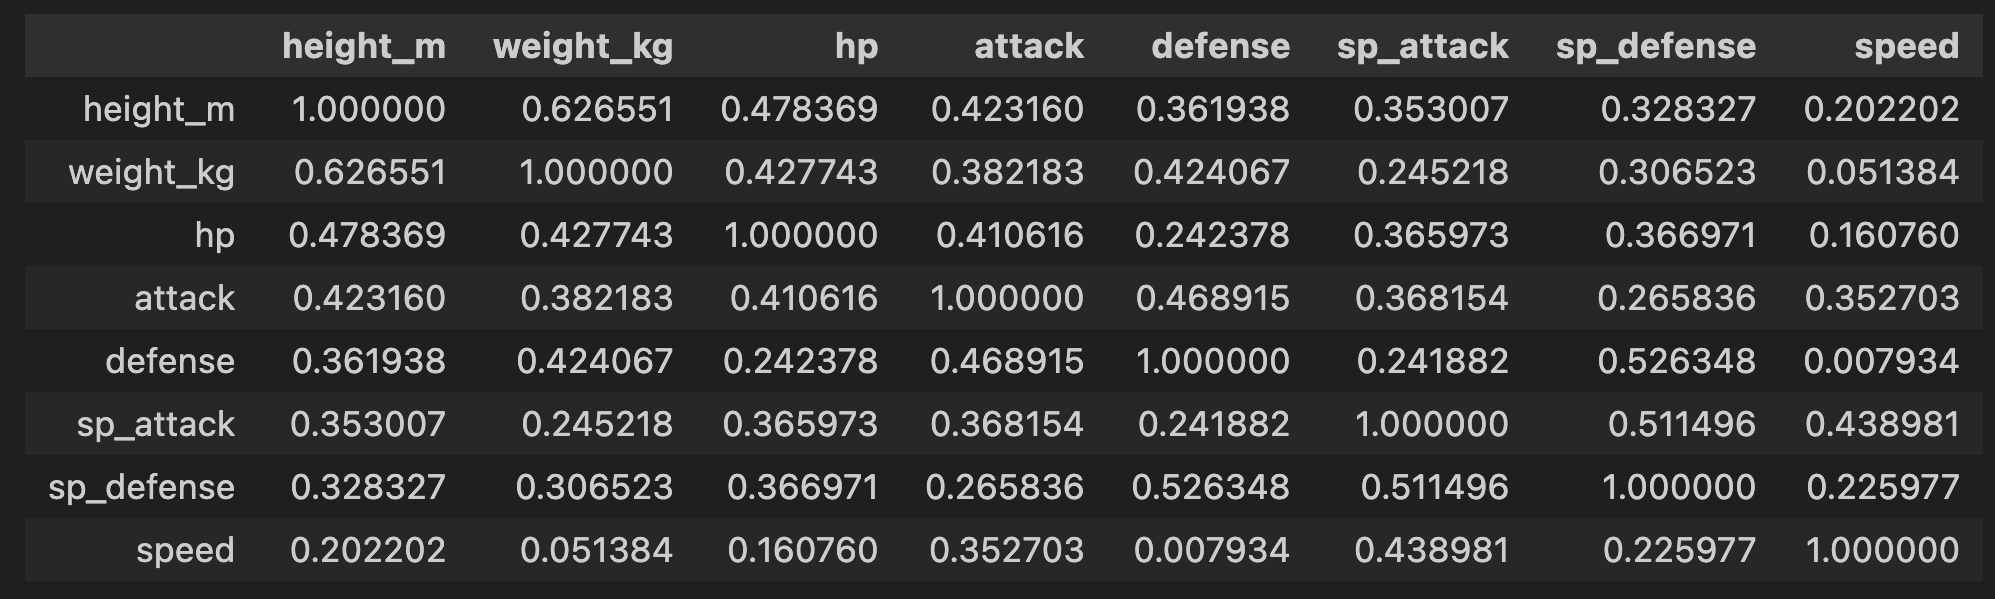 height_m weight_kg hp attack defense sp_attack sp_defense speed
height_m 1.000000 0.626551 0.478369 0.423160 0.361938 0.353007 0.328327 0.202202
weight_kg 0.626551 1.000000 0.427743 0.382183 0.424067 0.245218 0.306523 0.051384
hp 0.478369 0.427743 1.000000 0.410616 0.242378 0.365973 0.366971 0.160760
attack 0.423160 0.382183 0.410616 1.000000 0.468915 0.368154 0.265836 0.352703
defense 0.361938 0.424067 0.242378 0.468915 1.000000 0.241882 0.526348 0.007934
sp_attack 0.353007 0.245218 0.365973 0.368154 0.241882 1.000000 0.511496 0.438981
sp_defense 0.328327 0.306523 0.366971 0.265836 0.526348 0.511496 1.000000 0.225977
speed 0.202202 0.051384 0.160760 0.352703 0.007934 0.438981 0.225977 1.000000